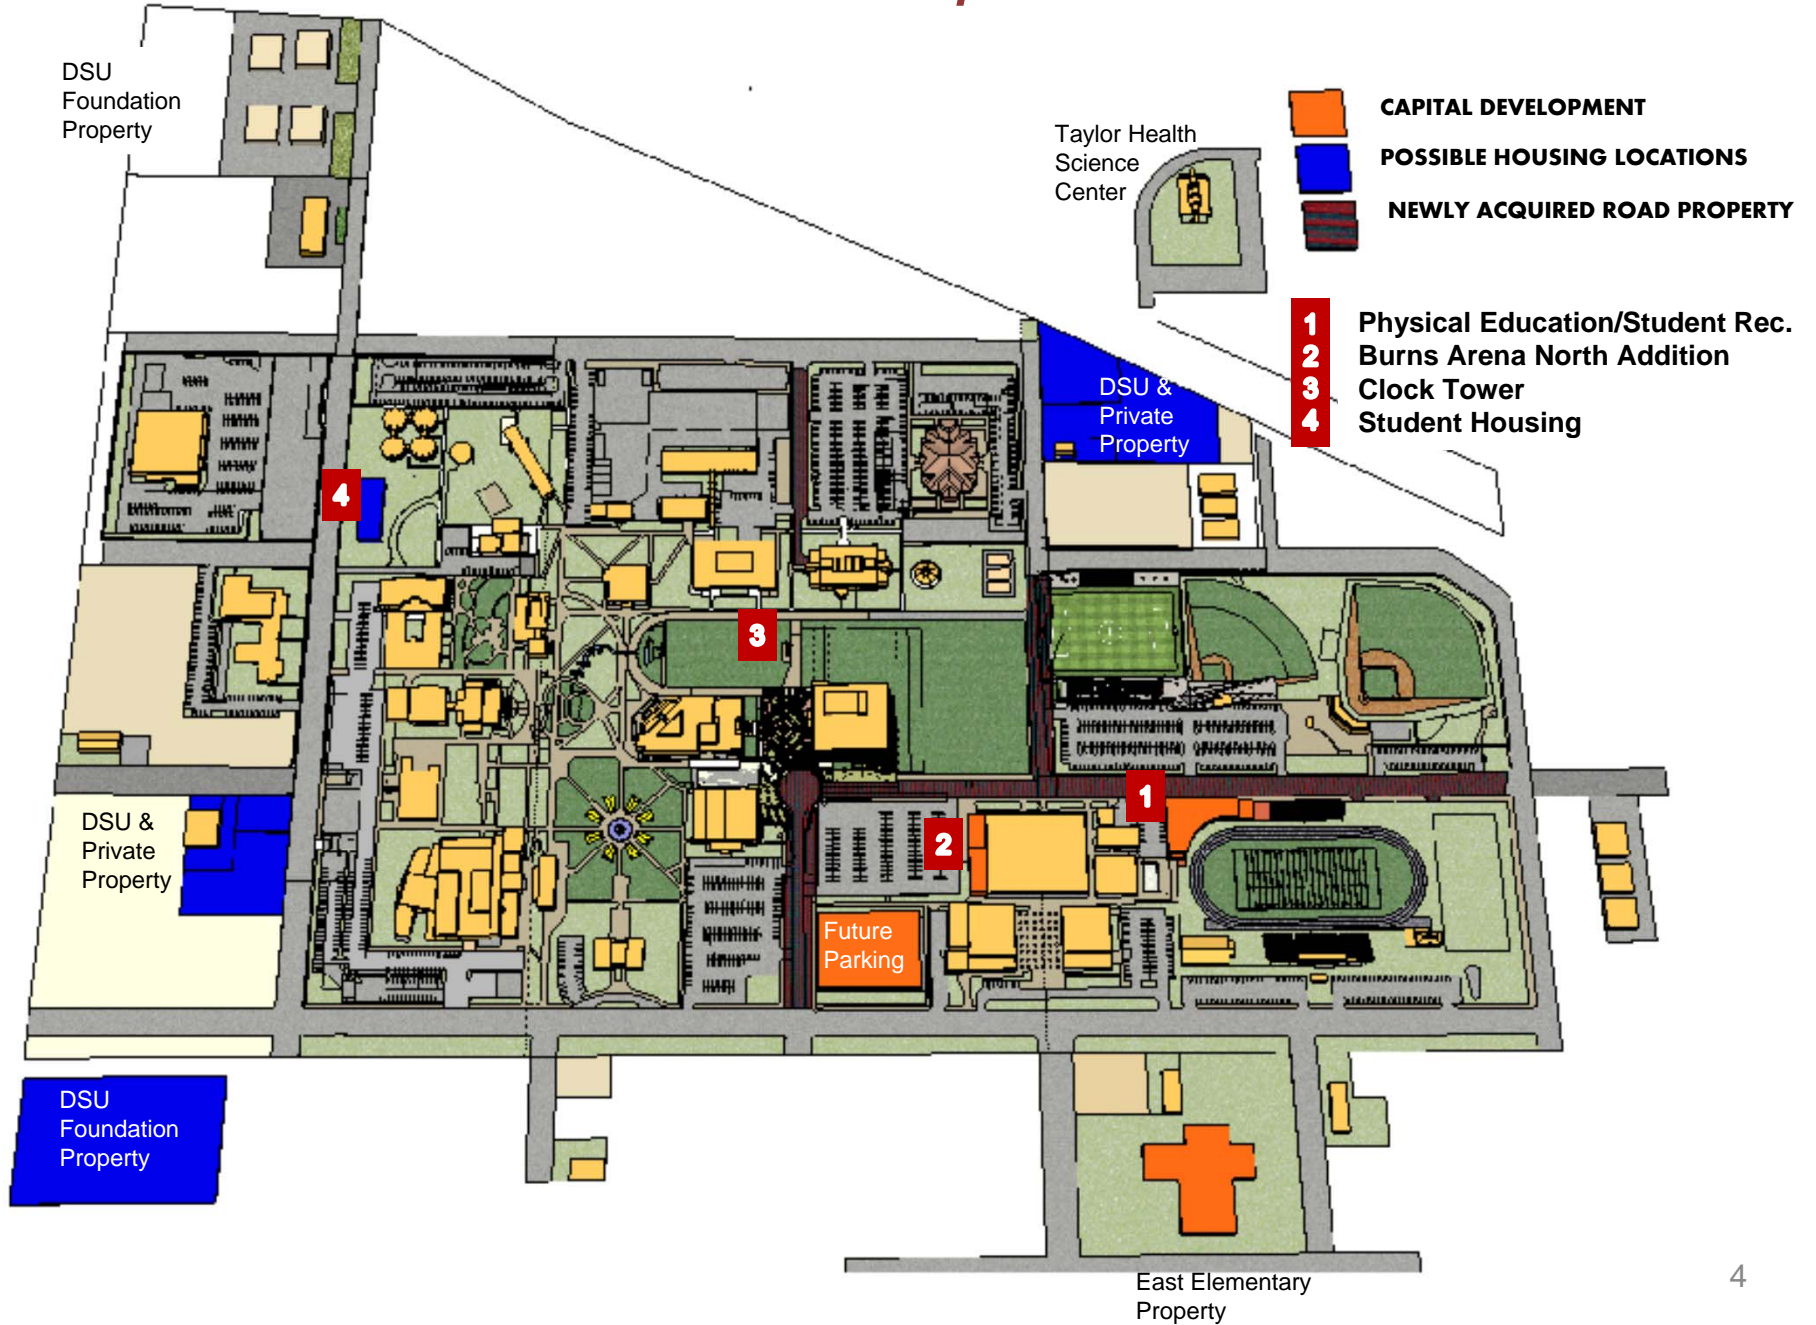 DSU
Foundation
Property
Taylor Health
Science
Center
CAPITAL DEVELOPMENT
POSSIBLE HOUSING LOCATIONS
NEWLY ACQUIRED ROAD PROPERTY
1 Physical Education/Student Rec.
2 Burns Arena North Addition
3 Clock Tower
4 Student Housing
DSU &
Private
Property
4
3
1
2
DSU &
Private
Property
Future
Parking
DSU
Foundation
Property
East Elementary
Property
4